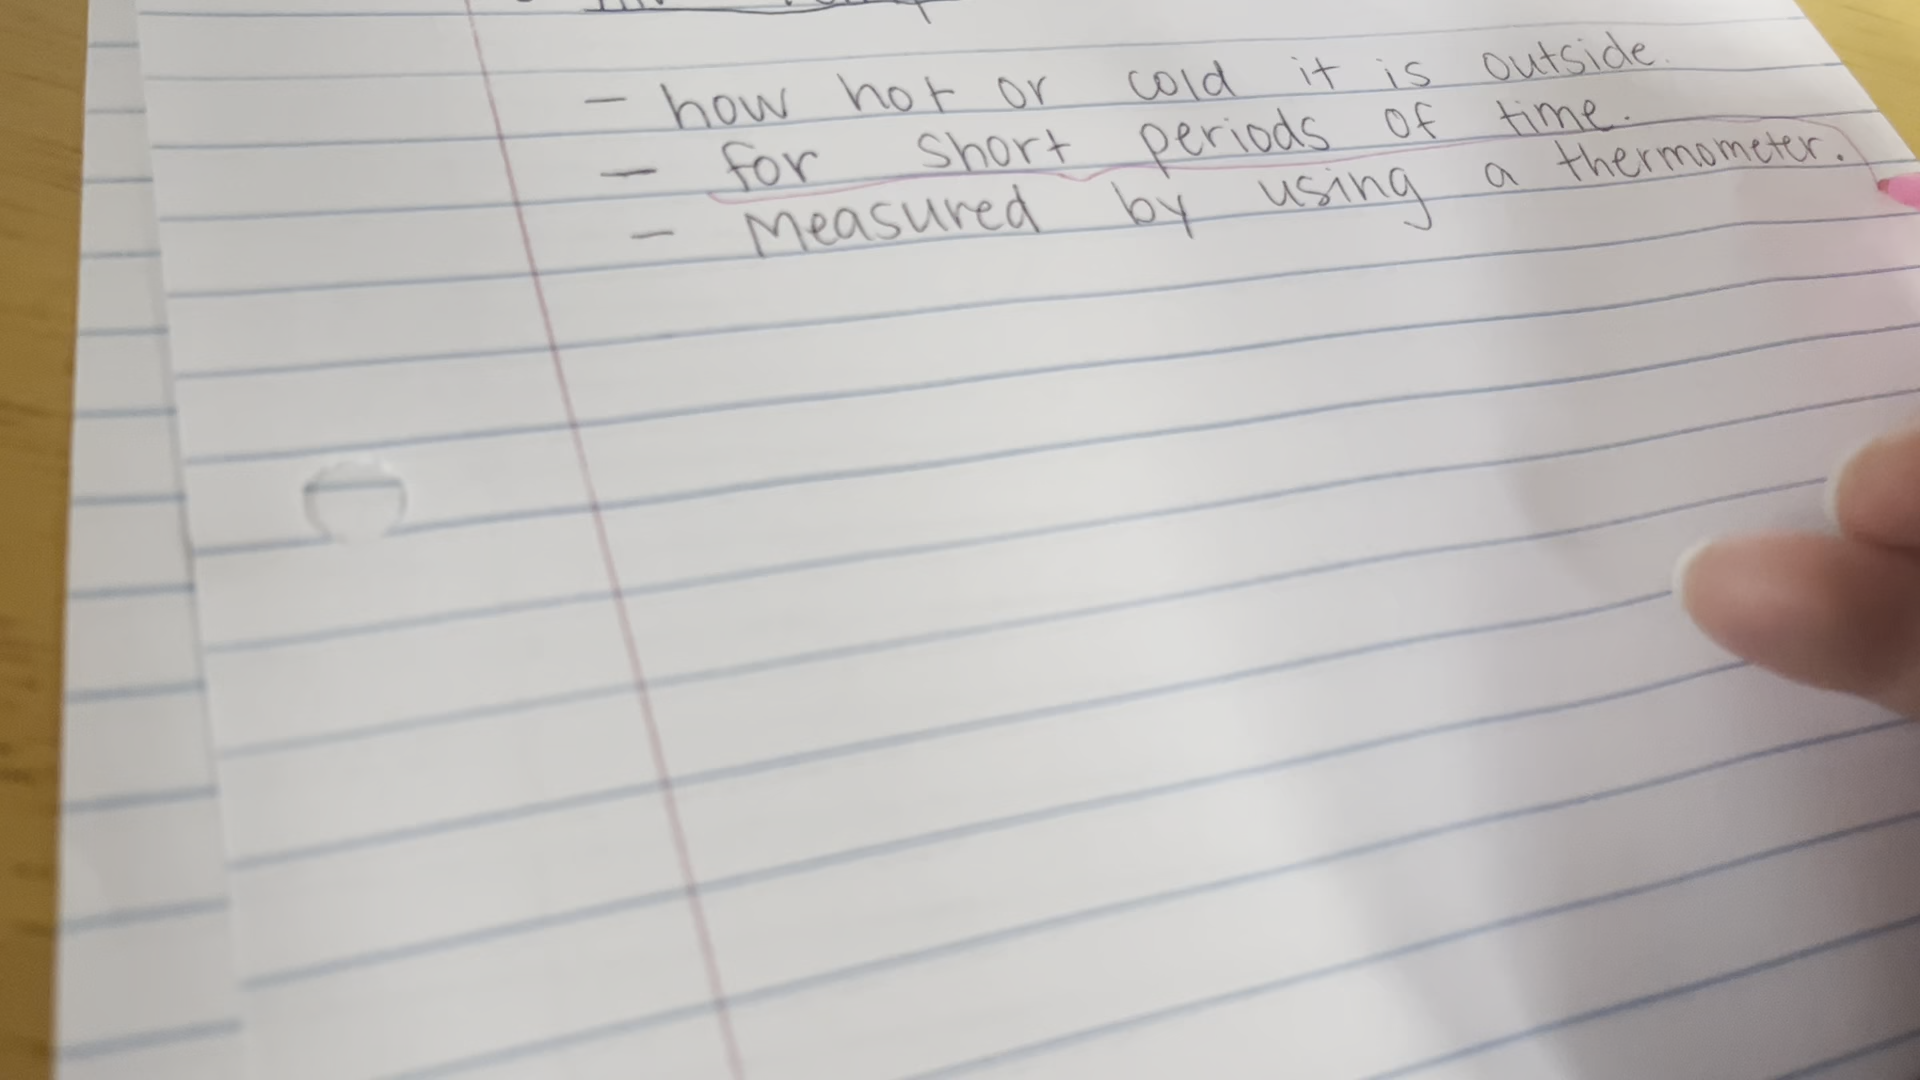 - how hot or cold it is outside.
- for short periods of time.
- Measured by using a thermometer.